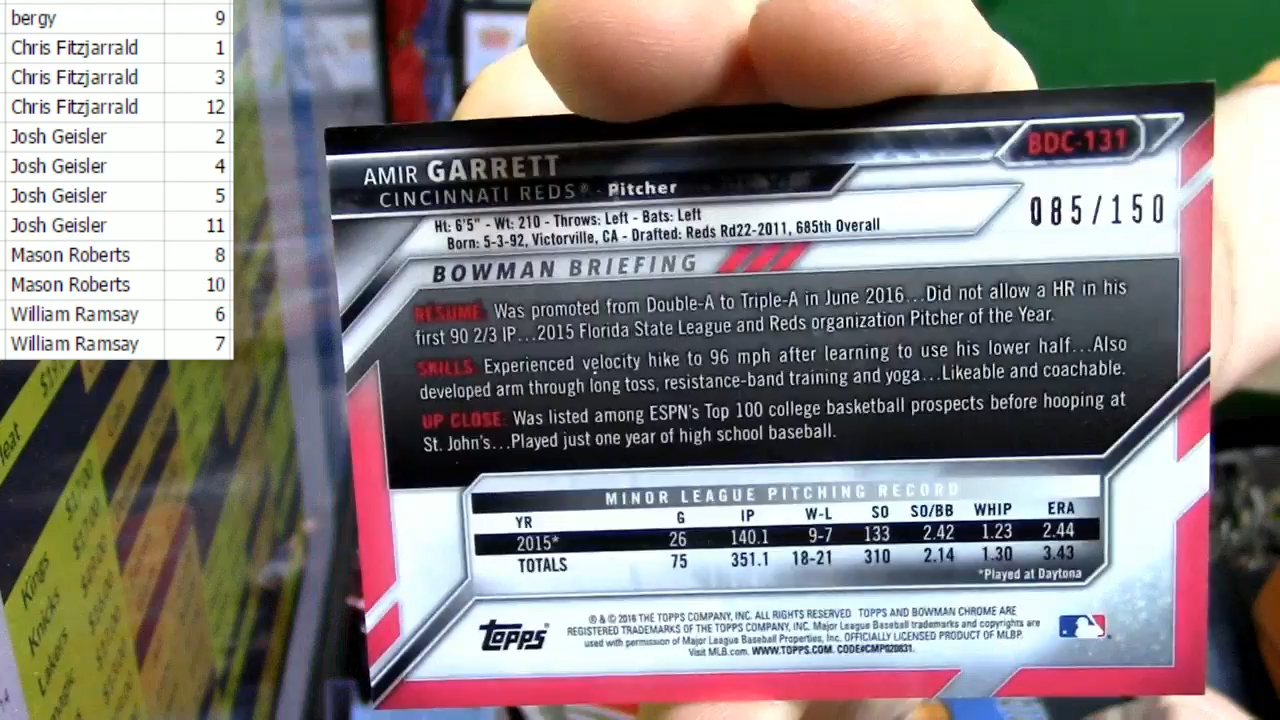 bergy 9
Chris Fitzjarrald 1
Chris Fitzjarrald 3
Chris Fitzjarrald 12
Josh Geisler 2
Josh Geisler 4
Josh Geisler 5
Josh Geisler 11
Mason Roberts 8
Mason Roberts 10
William Ramsay 6
William Ramsay 7
BDC-131
AMIR GARRETT
CINCINNATI REDS® - Pitcher
085/150
Ht: 6'5" - Wt: 210 - Throws: Left - Bats: Left
Born: 5-3-92, Victorville, CA - Drafted: Reds Rd22-2011, 685th Overall
BOWMAN BRIEFING
RÉSUMÉ: Was promoted from Double-A to Triple-A in June 2016...Did not allow a HR in his
first 90 2/3 IP...2015 Florida State League and Reds organization Pitcher of the Year.
SKILLS: Experienced velocity hike to 96 mph after learning to use his lower half...Also
developed arm through long toss, resistance-band training and yoga...Likeable and coachable.
UP CLOSE: Was listed among ESPN's Top 100 college basketball prospects before hooping at
St. John's...Played just one year of high school baseball.
MINOR LEAGUE PITCHING RECORD
YR G IP W-L SO SO/BB WHIP ERA
2015* 26 140.1 9-7 133 2.42 1.23 2.44
TOTALS 75 351.1 18-21 310 2.14 1.30 3.43
*Played at Daytona
TOPPS
® & © 2016 THE TOPPS COMPANY, INC. ALL RIGHTS RESERVED TOPPS AND BOWMAN CHROME ARE
REGISTERED TRADEMARKS OF THE TOPPS COMPANY, INC. Major League Baseball trademarks and copyrights are
used with permission of Major League Baseball Properties, Inc. OFFICIALLY LICENSED PRODUCT OF MLBP.
Visit MLB.com. WWW.TOPPS.COM. CODE#CMP020831.
Heat
Kings
Knicks
Lakers